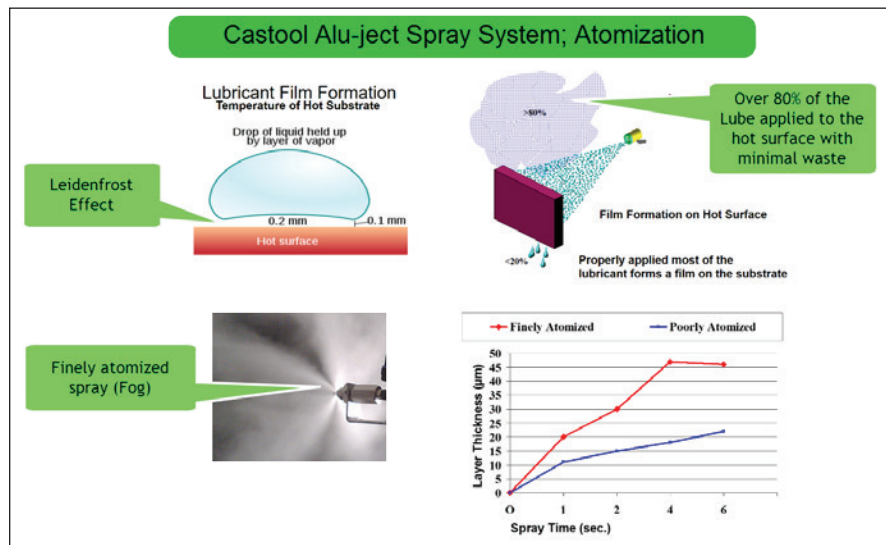 Castool Alu-ject Spray System; Atomization
Lubricant Film Formation
Temperature of Hot Substrate
Drop of liquid held up
by layer of vapor
Leidenfrost
Effect
0.2 mm
0.1 mm
Hot surface
>80%
Over 80% of the
Lube applied to the
hot surface with
minimal waste
Film Formation on Hot Surface
<20%
Properly applied most of the
lubricant forms a film on the substrate
Finely atomized
spray (Fog)
Finely Atomized
Poorly Atomized
Layer Thickness (µm)
50
45
40
35
30
25
20
15
10
5
0
O
1
2
4
6
Spray Time (sec.)